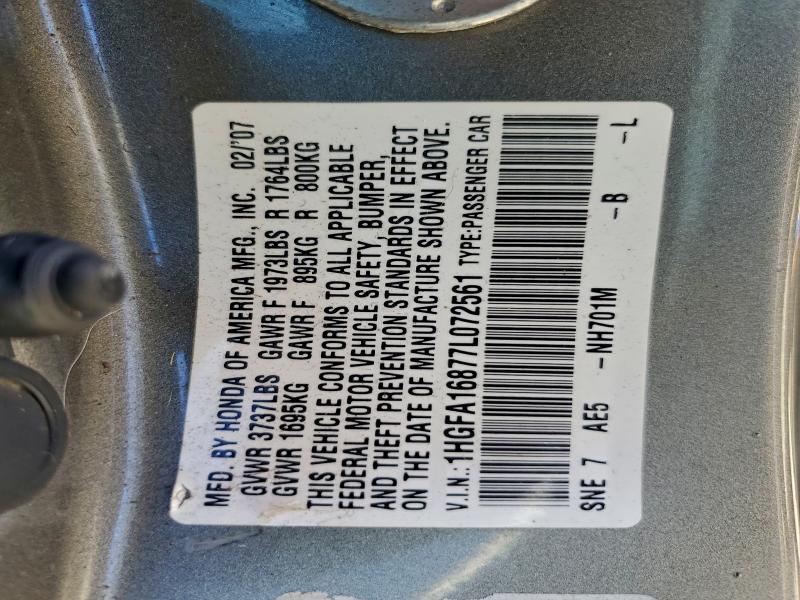 MFD. BY HONDA OF AMERICA MFG., INC. 02/'07
GVWR 3737LBS GAWR F 1973LBS R 1764LBS
GVWR 1695KG GAWR F 895KG R 800KG
THIS VEHICLE CONFORMS TO ALL APPLICABLE
FEDERAL MOTOR VEHICLE SAFETY, BUMPER,
AND THEFT PREVENTION STANDARDS IN EFFECT
ON THE DATE OF MANUFACTURE SHOWN ABOVE.
V.I.N.: 1HGFA16877L072561 TYPE:PASSENGER CAR
SNE 7 AE5 -NH701M -B -L